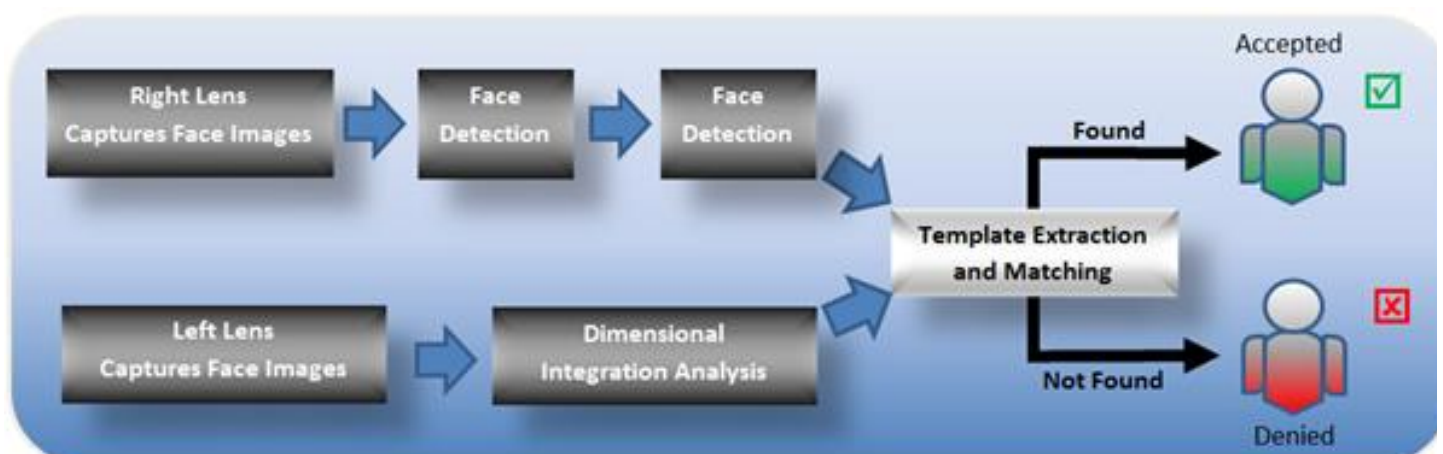 Accepted
Right Lens
Captures Face Images
Face
Detection
Face
Detection
Found
Template Extraction
and Matching
Left Lens
Captures Face Images
Dimensional
Integration Analysis
Not Found
Denied